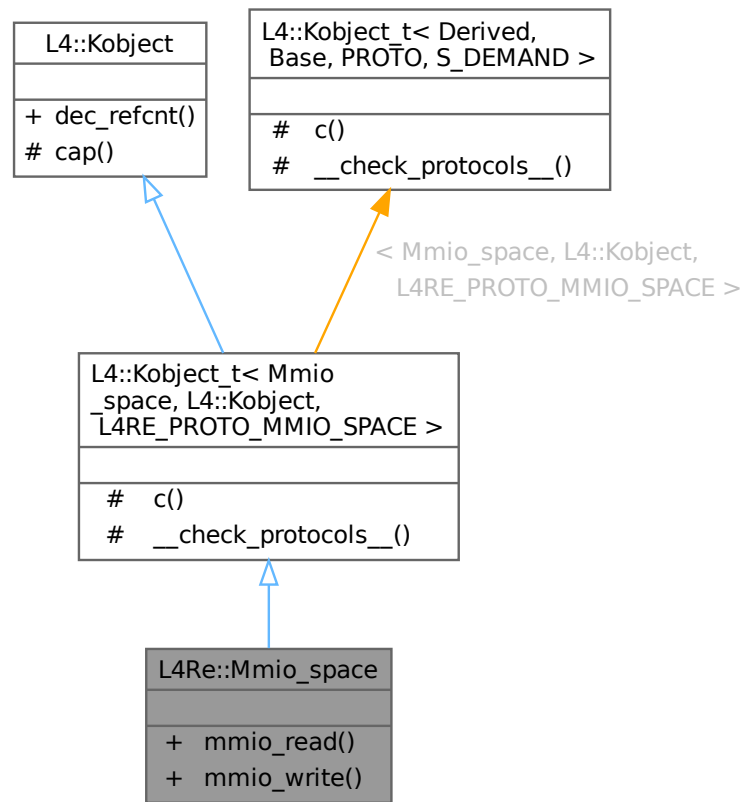 L4::Kobject
+ dec_refcnt()
# cap()
L4::Kobject_t< Derived,
Base, PROTO, S_DEMAND >
# c()
# __check_protocols__()
< Mmio_space, L4::Kobject,
L4RE_PROTO_MMIO_SPACE >
L4::Kobject_t< Mmio
_space, L4::Kobject,
L4RE_PROTO_MMIO_SPACE >
# c()
# __check_protocols__()
L4Re::Mmio_space
+ mmio_read()
+ mmio_write()